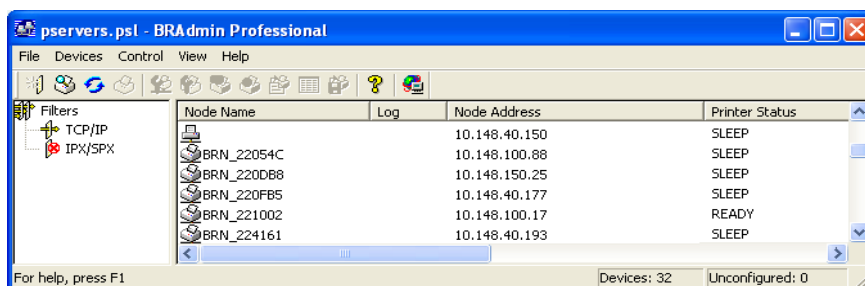 pservers.psl - BRAdmin Professional
File Devices Control View Help
Filters
TCP/IP
IPX/SPX
Node Name Log Node Address Printer Status
10.148.40.150 SLEEP
BRN_22054C 10.148.100.88 SLEEP
BRN_220DB8 10.148.150.25 SLEEP
BRN_220FB5 10.148.40.177 SLEEP
BRN_221002 10.148.100.17 READY
BRN_224161 10.148.40.193 SLEEP
For help, press F1 Devices: 32 Unconfigured: 0